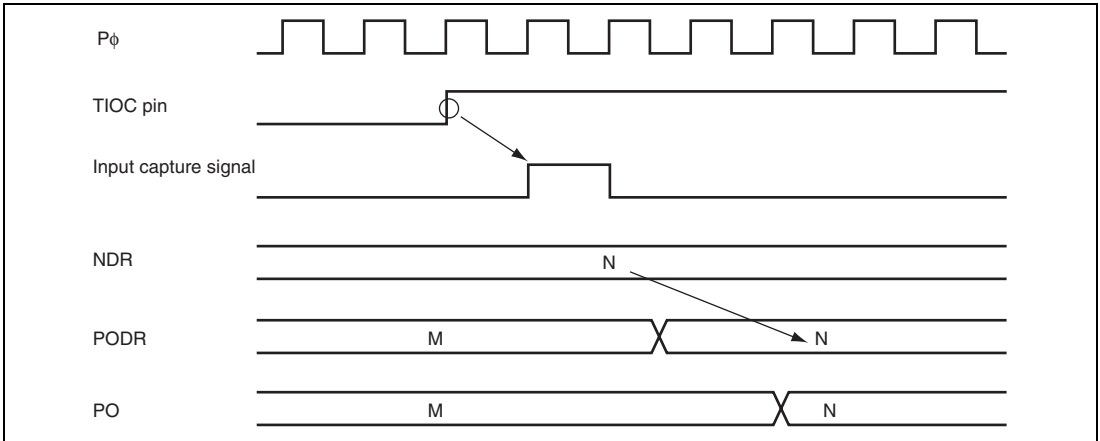 Pϕ
TIOC pin
Input capture signal
NDR
N
PODR
M
N
PO
M
N